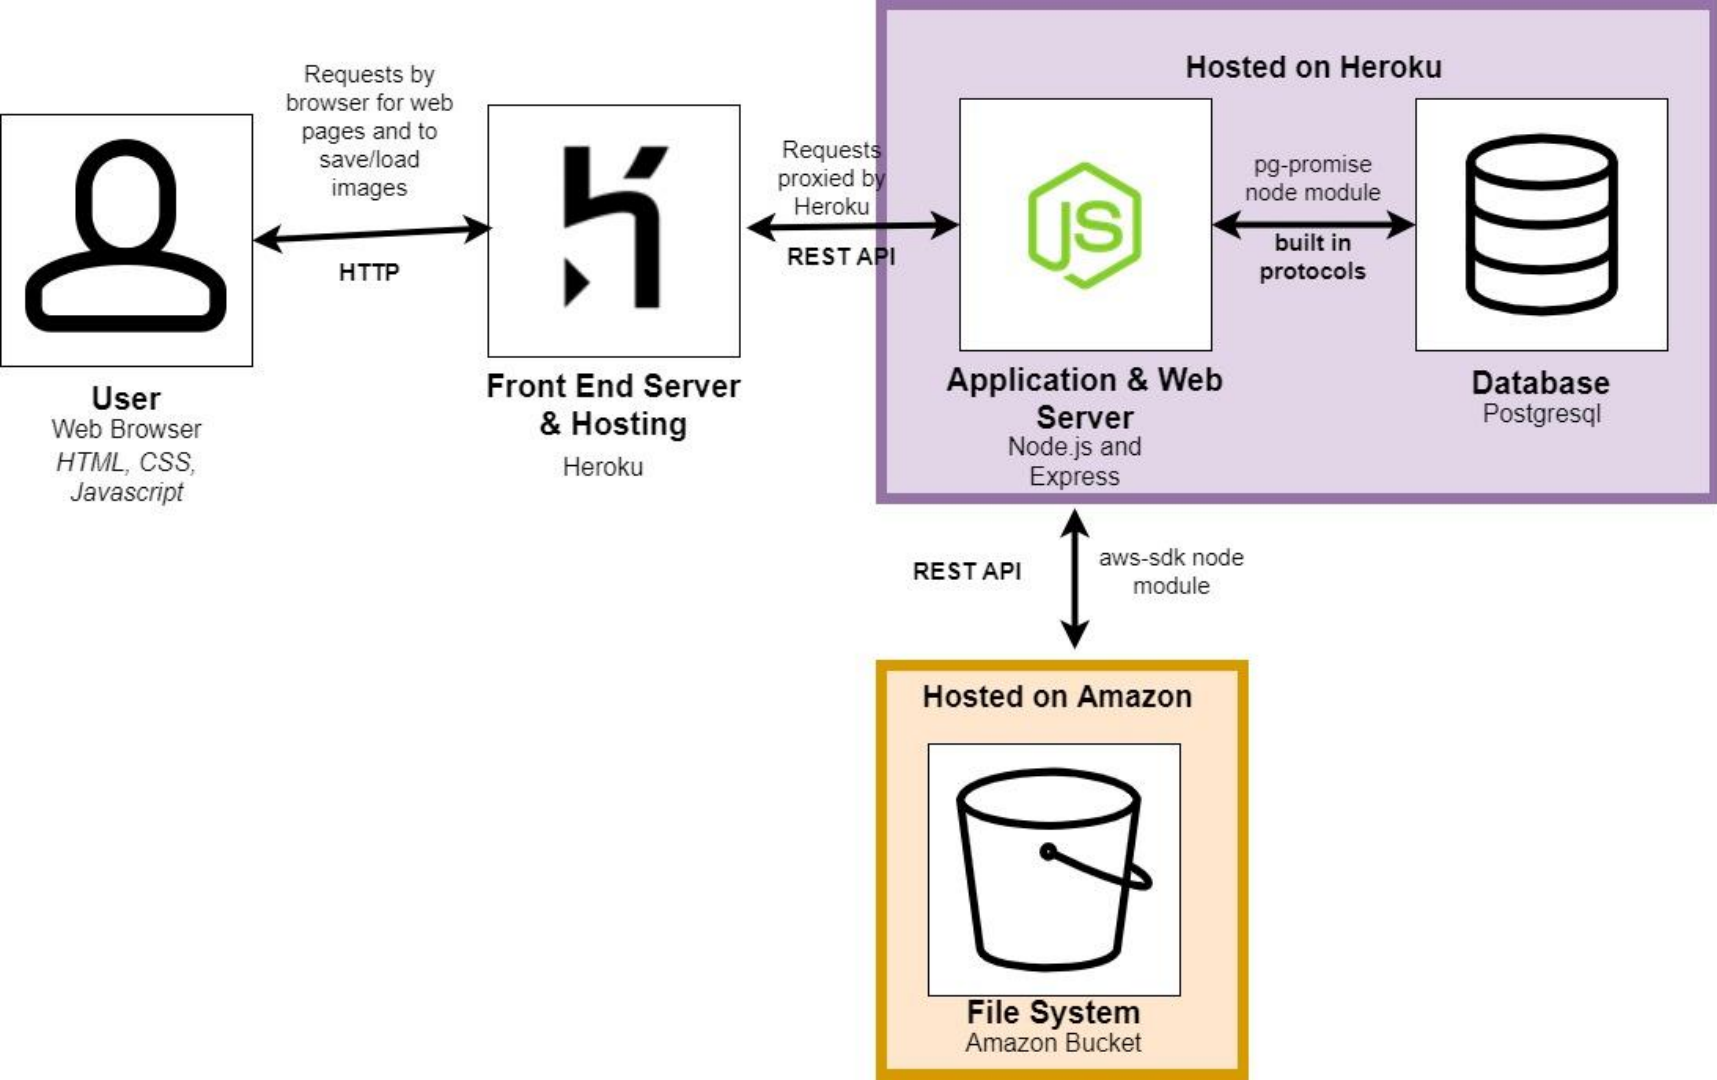 Requests by
browser for web
pages and to
save/load
images
HTTP
User
Web Browser
HTML, CSS,
Javascript
Front End Server
& Hosting
Heroku
Requests
proxied by
Heroku
REST API
Hosted on Heroku
JS
Application & Web
Server
Node.js and
Express
pg-promise
node module
built in
protocols
Database
Postgresql
REST API
aws-sdk node
module
Hosted on Amazon
File System
Amazon Bucket